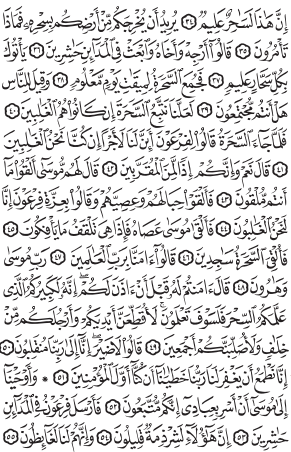 إِنَّ هَٰذَا لَسَٰحِرٌ عَلِيمٌ ٣٤ يُرِيدُ أَن يُخْرِجَكُم مِّنْ أَرْضِكُم بِسِحْرِهِۦ فَمَاذَا
تَأْمُرُونَ ٣٥ قَالُوٓا۟ أَرْجِهْ وَأَخَاهُ وَٱبْعَثْ فِى ٱلْمَدَآئِنِ حَٰشِرِينَ ٣٦ يَأْتُوكَ
بِكُلِّ سَحَّارٍ عَلِيمٍ ٣٧ فَجُمِعَ ٱلسَّحَرَةُ لِمِيقَٰتِ يَوْمٍ مَّعْلُومٍ ٣٨ وَقِيلَ لِلنَّاسِ
هَلْ أَنتُم مُّجْتَمِعُونَ ٣٩ لَعَلَّنَا نَتَّبِعُ ٱلسَّحَرَةَ إِن كَانُوا۟ هُمُ ٱلْغَٰلِبِينَ ٤٠
فَلَمَّا جَآءَ ٱلسَّحَرَةُ قَالُوا۟ لِفِرْعَوْنَ أَئِنَّ لَنَا لَأَجْرًا إِن كُنَّا نَحْنُ ٱلْغَٰلِبِينَ
٤١ قَالَ نَعَمْ وَإِنَّكُمْ إِذًا لَّمِنَ ٱلْمُقَرَّبِينَ ٤٢ قَالَ لَهُم مُّوسَىٰٓ أَلْقُوا۟ مَآ
أَنتُم مُّلْقُونَ ٤٣ فَأَلْقَوْا۟ حِبَالَهُمْ وَعِصِيَّهُمْ وَقَالُوا۟ بِعِزَّةِ فِرْعَوْنَ إِنَّا
لَنَحْنُ ٱلْغَٰلِبُونَ ٤٤ فَأَلْقَىٰ مُوسَىٰ عَصَاهُ فَإِذَا هِىَ تَلْقَفُ مَا يَأْفِكُونَ ٤٥
فَأُلْقِىَ ٱلسَّحَرَةُ سَٰجِدِينَ ٤٦ قَالُوٓا۟ ءَامَنَّا بِرَبِّ ٱلْعَٰلَمِينَ ٤٧ رَبِّ مُوسَىٰ
وَهَٰرُونَ ٤٨ قَالَ ءَامَنتُمْ لَهُۥ قَبْلَ أَنْ ءَاذَنَ لَكُمْ ۖ إِنَّهُۥ لَكَبِيرُكُمُ ٱلَّذِى
عَلَّمَكُمُ ٱلسِّحْرَ فَلَسَوْفَ تَعْلَمُونَ ۚ لَأُقَطِّعَنَّ أَيْدِيَكُمْ وَأَرْجُلَكُم مِّنْ
خِلَٰفٍ وَلَأُصَلِّبَنَّكُمْ أَجْمَعِينَ ٤٩ قَالُوا۟ لَا ضَيْرَ ۖ إِنَّآ إِلَىٰ رَبِّنَا مُنقَلِبُونَ ٥٠
إِنَّا نَطْمَعُ أَن يَغْفِرَ لَنَا رَبُّنَا خَطَٰيَٰنَآ أَن كُنَّآ أَوَّلَ ٱلْمُؤْمِنِينَ ٥١ ۞ وَأَوْحَيْنَآ
إِلَىٰ مُوسَىٰٓ أَنْ أَسْرِ بِعِبَادِىٓ إِنَّكُم مُّتَّبَعُونَ ٥٢ فَأَرْسَلَ فِرْعَوْنُ فِى ٱلْمَدَآئِنِ
حَٰشِرِينَ ٥٣ إِنَّ هَٰٓؤُلَآءِ لَشِرْذِمَةٌ قَلِيلُونَ ٥٤ وَإِنَّهُمْ لَنَا لَغَآئِظُونَ ٥٥